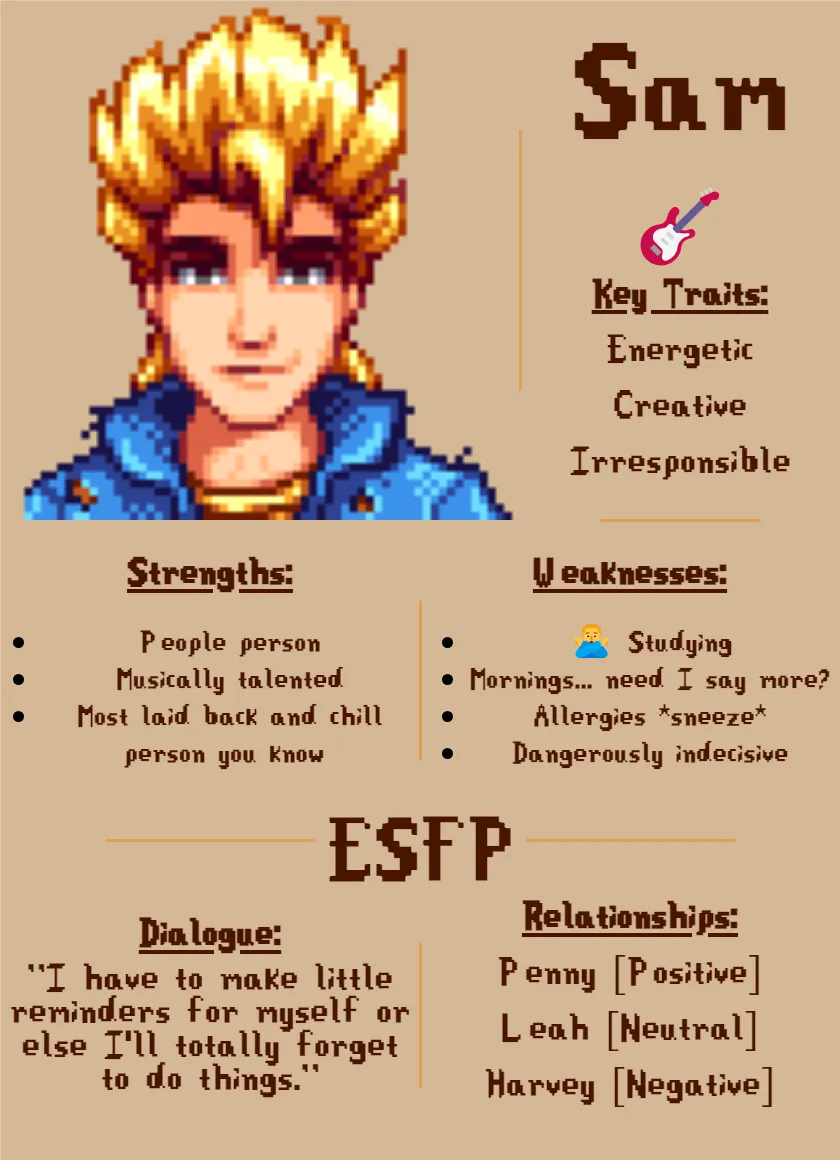 Sam
Key Traits:
Energetic
Creative
Irresponsible
Strengths:
People person
Musically talented
Most laid back and chill
person you know
Weaknesses:
Studying
Mornings... need I say more?
Allergies *sneeze*
Dangerously indecisive
ESFP
Dialogue:
"I have to make little
reminders for myself or
else I'll totally forget
to do things."
Relationships:
Penny [Positive]
Leah [Neutral]
Harvey [Negative]